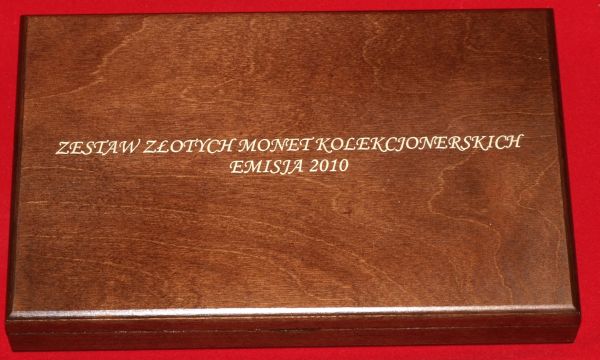 ZESTAW ZŁOTYCH MONET KOLEKCJONERSKICH
EMISJA 2010